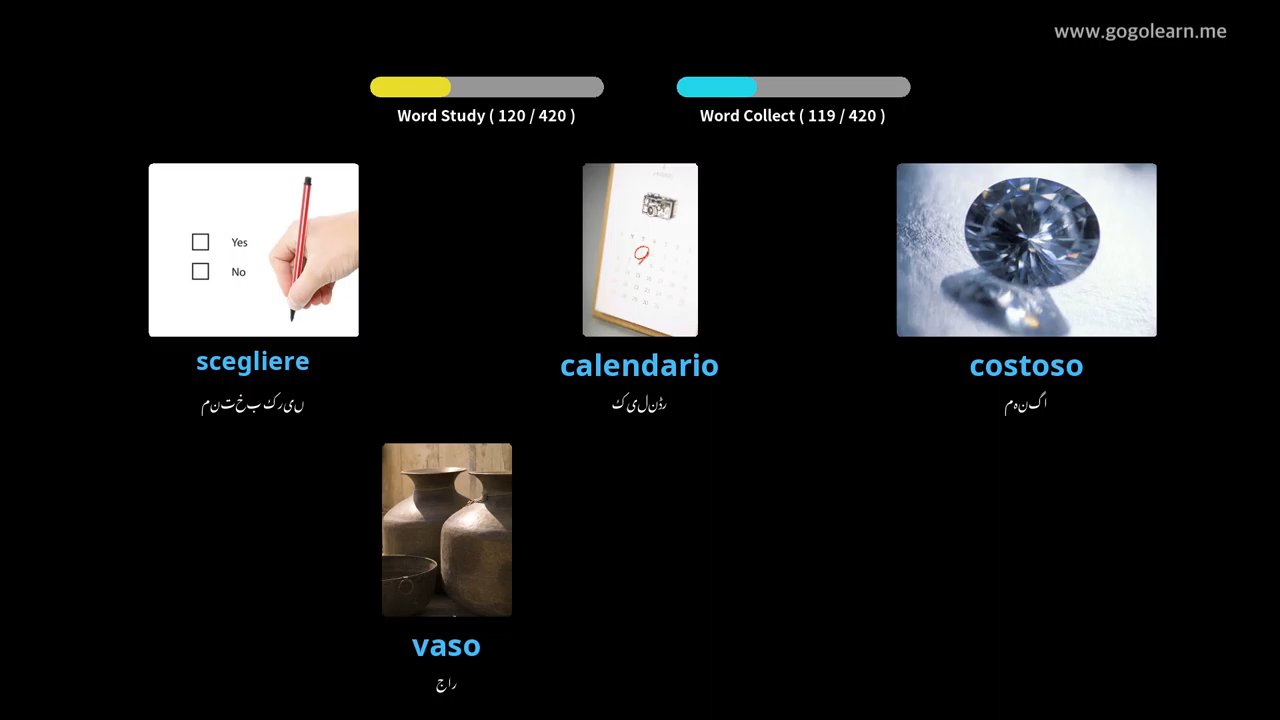 www.gogolearn.me
Word Study ( 120 / 420 )
Word Collect ( 119 / 420 )
Yes
No
9
scegliere
calendario
costoso
منتخب کریں
کیلنڈر
مہنگا
vaso
جار